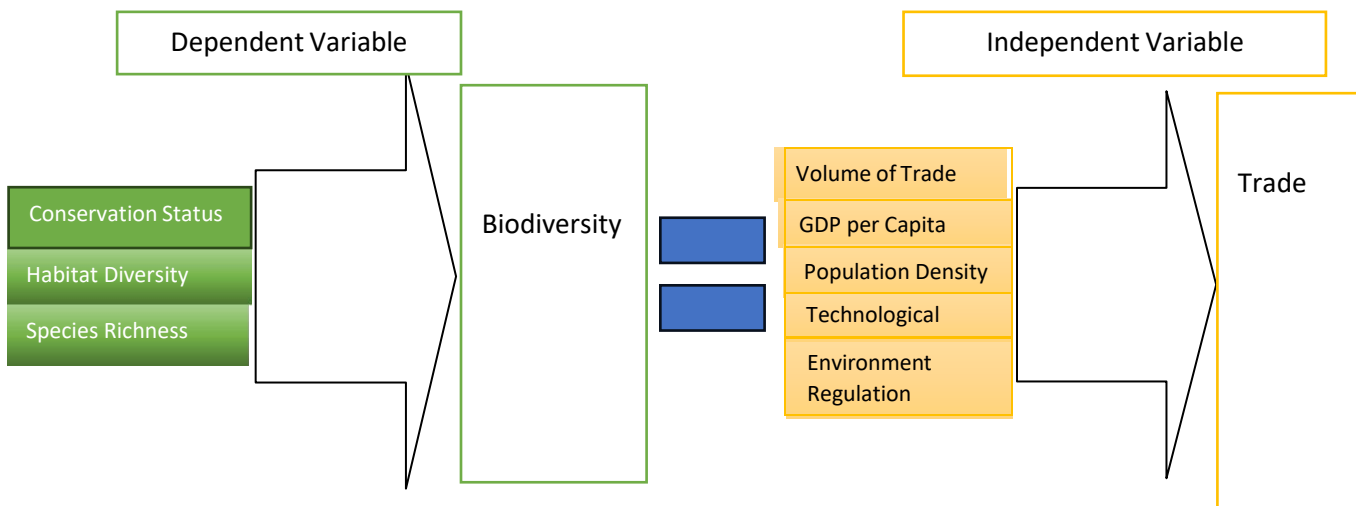 Dependent Variable
Independent Variable
Conservation Status
Habitat Diversity
Species Richness
Biodiversity
Volume of Trade
GDP per Capita
Population Density
Technological
Environment
Regulation
Trade